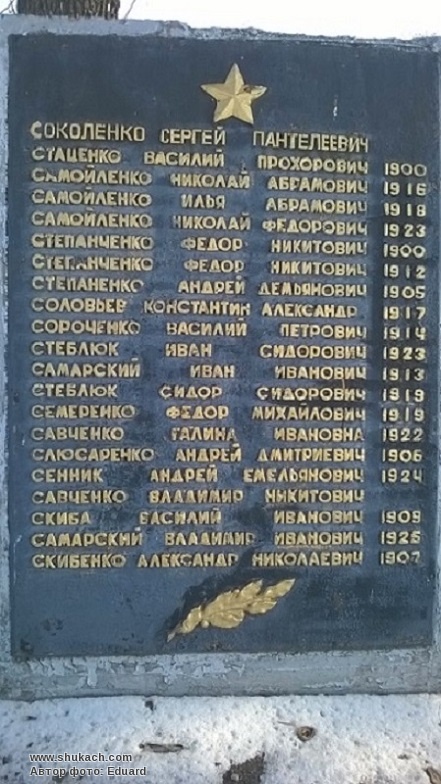 СОКОЛЕНКО СЕРГЕЙ ПАНТЕЛЕЕВИЧ
СТАЦЕНКО ВАСИЛИЙ ПРОХОРОВИЧ 1900
САМОЙЛЕНКО НИКОЛАЙ АБРАМОВИЧ 1916
САМОЙЛЕНКО ИЛЬЯ АБРАМОВИЧ 1918
САМОЙЛЕНКО НИКОЛАЙ ФЕДОРОВИЧ 1923
СТЕПАНЧЕНКО ФЕДОР НИКИТОВИЧ 1900
СТЕПАНЧЕНКО ФЕДОР НИКИТОВИЧ 1912
СТЕПАНЕНКО АНДРЕЙ ДЕМЬЯНОВИЧ 1905
СОЛОВЬЕВ КОНСТАНТИН АЛЕКСАНДР. 1917
СОРОЧЕНКО ВАСИЛИЙ ПЕТРОВИЧ 1914
СТЕБЛЮК ИВАН СИДОРОВИЧ 1923
САМАРСКИЙ ИВАН ИВАНОВИЧ 1913
СТЕБЛЮК СИДОР СИДОРОВИЧ 1919
СЕМЕРЕНКО ФЕДОР МИХАЙЛОВИЧ 1919
САВЧЕНКО ГАЛИНА ИВАНОВНА 1922
СЛЮСАРЕНКО АНДРЕЙ ДМИТРИЕВИЧ 1906
СЕННИК АНДРЕЙ ЕМЕЛЬЯНОВИЧ 1924
САВЧЕНКО ВЛАДИМИР НИКИТОВИЧ
СКИБА ВАСИЛИЙ ИВАНОВИЧ 1909
САМАРСКИЙ ВЛАДИМИР ИВАНОВИЧ 1925
СКИБЕНКО АЛЕКСАНДР НИКОЛАЕВИЧ 1907
www.shukach.com
Автор фото: Eduard